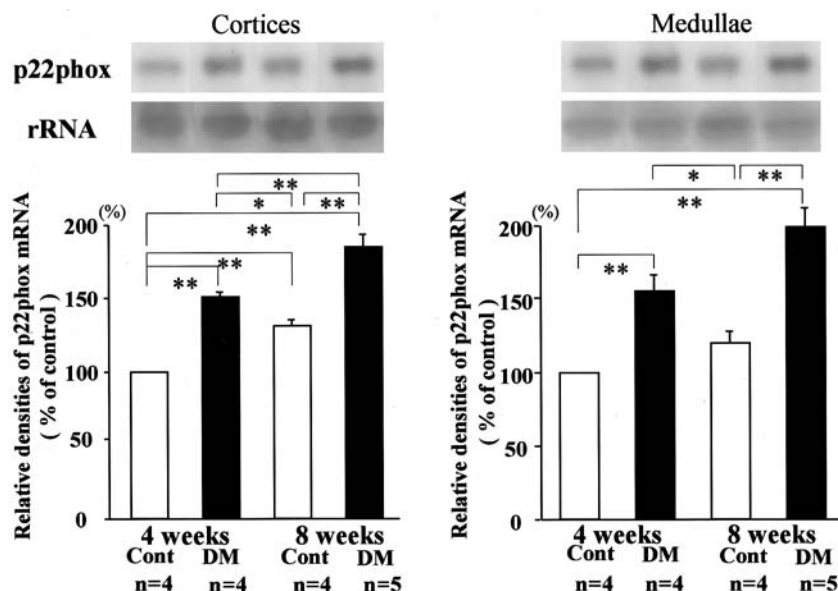 Cortices
Medullae
p22phox
rRNA
Relative densities of p22phox mRNA
( % of control )
(%)
200
150
100
50
0
**
*
**
**
**
**
4 weeks
8 weeks
Cont
DM
Cont
DM
n=4
n=4
n=4
n=5
Relative densities of p22phox mRNA
( % of control )
(%)
200
150
100
50
0
*
**
**
**
4 weeks
8 weeks
Cont
DM
Cont
DM
n=4
n=4
n=4
n=5